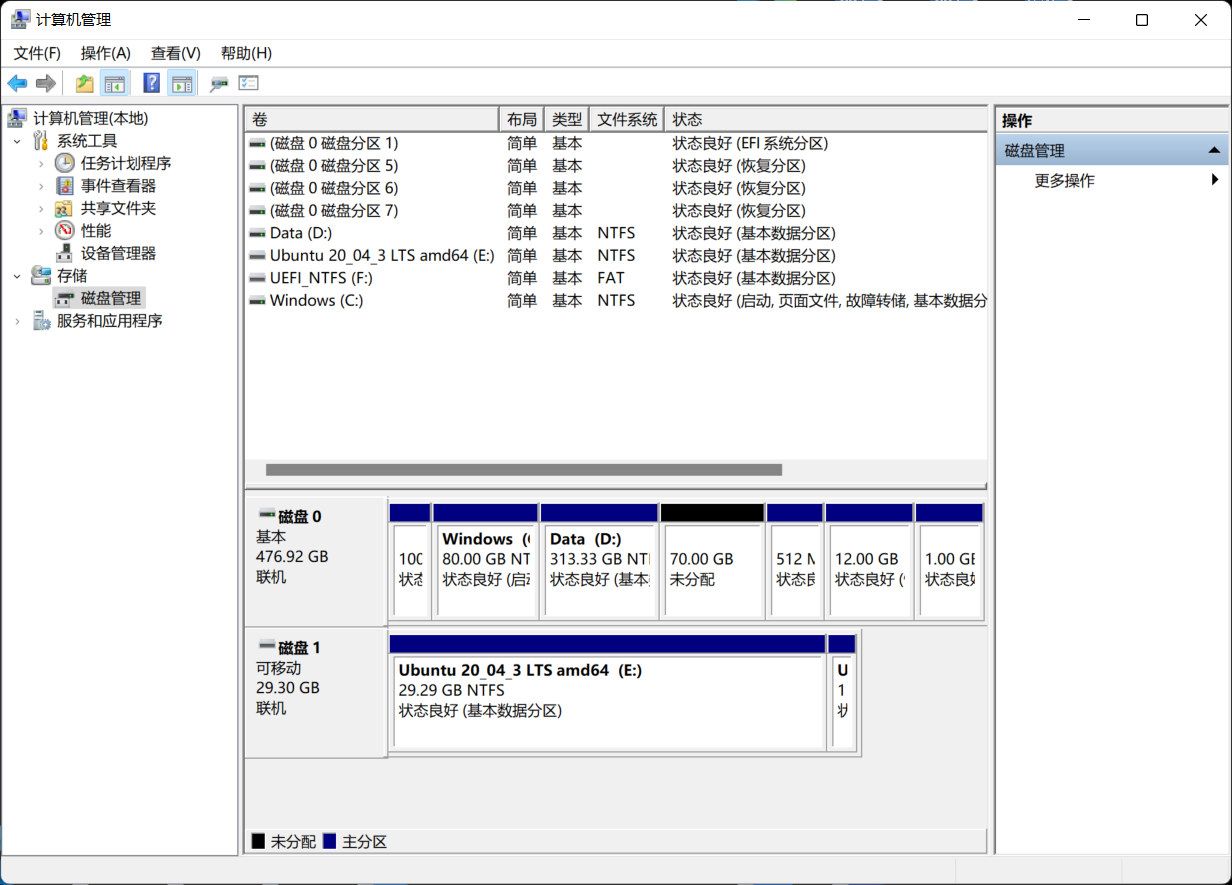 计算机管理
文件(F) 操作(A) 查看(V) 帮助(H)
计算机管理(本地)
系统工具
任务计划程序
事件查看器
共享文件夹
性能
设备管理器
存储
磁盘管理
服务和应用程序
卷 布局 类型 文件系统 状态
(磁盘 0 磁盘分区 1) 简单 基本 状态良好 (EFI 系统分区)
(磁盘 0 磁盘分区 5) 简单 基本 状态良好 (恢复分区)
(磁盘 0 磁盘分区 6) 简单 基本 状态良好 (恢复分区)
(磁盘 0 磁盘分区 7) 简单 基本 状态良好 (恢复分区)
Data (D:) 简单 基本 NTFS 状态良好 (基本数据分区)
Ubuntu 20_04_3 LTS amd64 (E:) 简单 基本 NTFS 状态良好 (基本数据分区)
UEFI_NTFS (F:) 简单 基本 FAT 状态良好 (基本数据分区)
Windows (C:) 简单 基本 NTFS 状态良好 (启动, 页面文件, 故障转储, 基本数据分
操作
磁盘管理
更多操作
磁盘 0
基本
476.92 GB
联机
100
状态
Windows (
80.00 GB NT
状态良好 (启动
Data (D:)
313.33 GB NT
状态良好 (基本
70.00 GB
未分配
512 M
状态良
12.00 GB
状态良好 (
1.00 GB
状态良好
磁盘 1
可移动
29.30 GB
联机
Ubuntu 20_04_3 LTS amd64 (E:)
29.29 GB NTFS
状态良好 (基本数据分区)
U
1
状
未分配 主分区